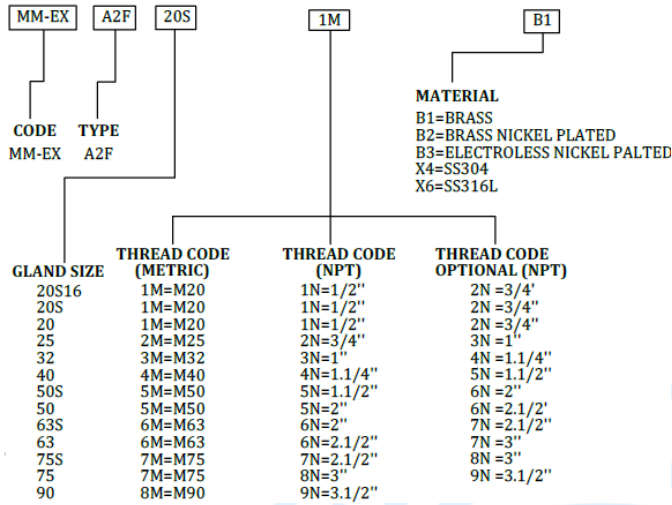 MM-EX A2F 20S 1M B1
MATERIAL
B1=BRASS
B2=BRASS NICKEL PLATED
B3=ELECTROLESS NICKEL PALTED
X4=SS304
X6=SS316L
CODE TYPE
MM-EX A2F
GLAND SIZE THREAD CODE (METRIC) THREAD CODE (NPT) THREAD CODE OPTIONAL (NPT)
20S16 1M=M20 1N=1/2" 2N =3/4'
20S 1M=M20 1N=1/2" 2N =3/4"
20 1M=M20 1N=1/2" 2N =3/4"
25 2M=M25 2N=3/4" 3N =1"
32 3M=M32 3N=1" 4N =1.1/4"
40 4M=M40 4N=1.1/4" 5N =1.1/2"
50S 5M=M50 5N=1.1/2" 6N =2"
50 5M=M50 5N=2" 6N =2.1/2'
63S 6M=M63 6N=2" 7N =2.1/2"
63 6M=M63 6N=2.1/2" 7N =3"
75S 7M=M75 7N=2.1/2" 8N =3"
75 7M=M75 8N=3" 9N =3.1/2"
90 8M=M90 9N=3.1/2"